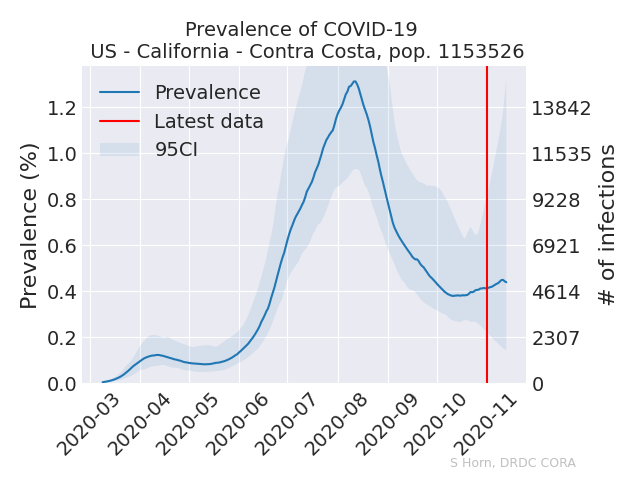 Prevalence of COVID-19
US - California - Contra Costa, pop. 1153526
Prevalence
Latest data
95CI
Prevalence (%)
1.2
1.0
0.8
0.6
0.4
0.2
0.0
13842
11535
9228
6921
4614
2307
0
# of infections
2020-03
2020-04
2020-05
2020-06
2020-07
2020-08
2020-09
2020-10
2020-11
S Horn, DRDC CORA